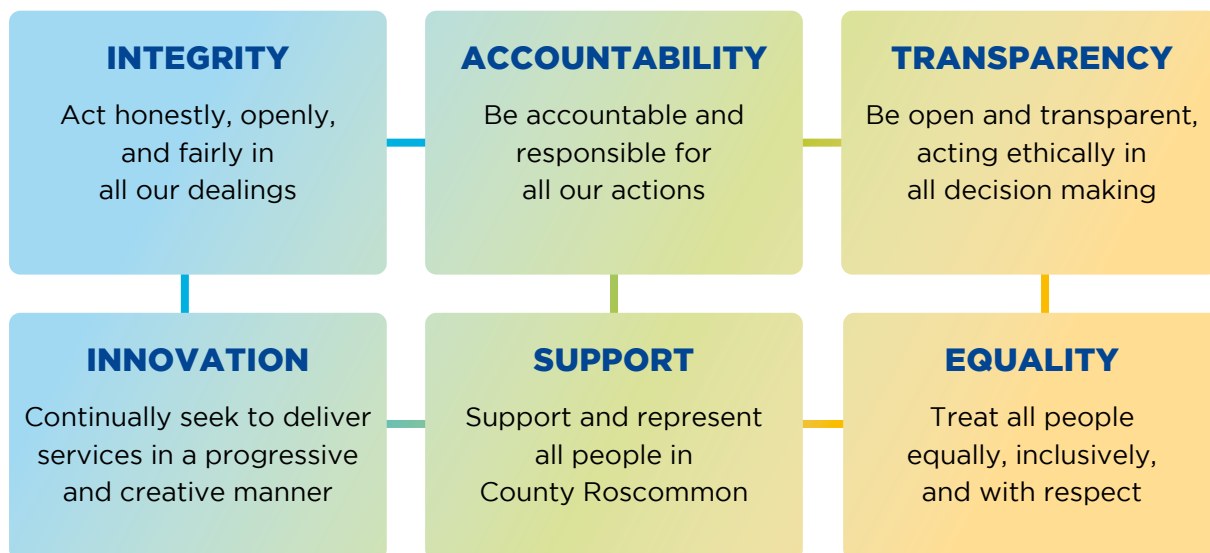 INTEGRITY
Act honestly, openly,
and fairly in
all our dealings
ACCOUNTABILITY
Be accountable and
responsible for
all our actions
TRANSPARENCY
Be open and transparent,
acting ethically in
all decision making
INNOVATION
Continually seek to deliver
services in a progressive
and creative manner
SUPPORT
Support and represent
all people in
County Roscommon
EQUALITY
Treat all people
equally, inclusively,
and with respect